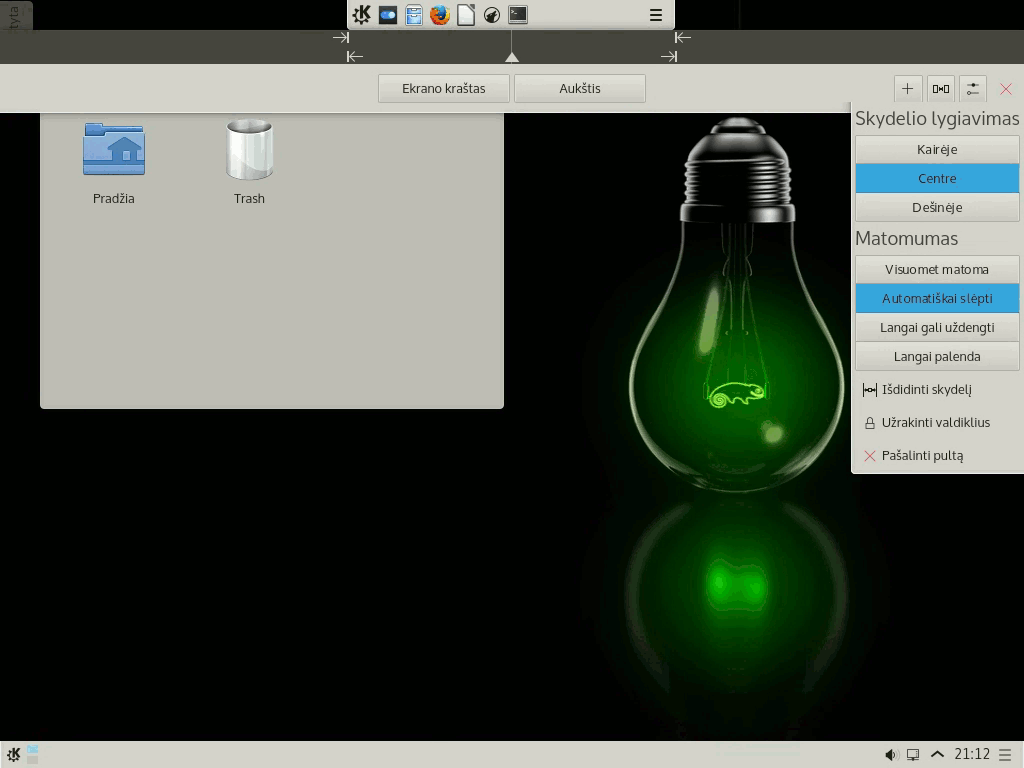 Ekrano kraštas
Aukštis
Skydelio lygiavimas
Kairėje
Centre
Dešinėje
Matomumas
Visuomet matoma
Automatiškai slėpti
Langai gali uždengti
Langai palenda
Išdidinti skydelį
Užrakinti valdiklius
Pašalinti pultą
Pradžia
Trash
21:12